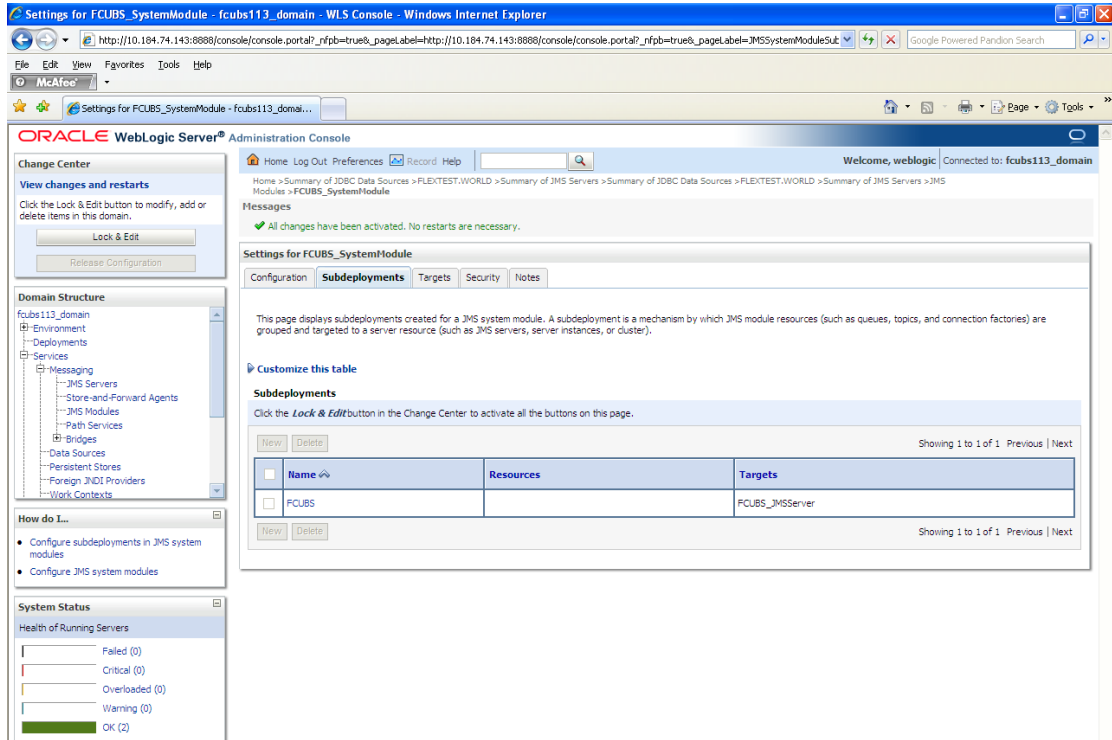 Settings for FCUBS_SystemModule - fcubs113_domain - WLS Console - Windows Internet Explorer
http://10.184.74.143:8888/console/console.portal?_nfpb=true&_pageLabel=http://10.184.74.143:8888/console/console.portal?_nfpb=true&_pageLabel=JMSSystemModuleSub
Google Powered Pandion Search
File Edit View Favorites Tools Help
McAfee
Settings for FCUBS_SystemModule - fcubs113_domai...
Page Tools
ORACLE WebLogic Server® Administration Console
Change Center
View changes and restarts
Click the Lock & Edit button to modify, add or
delete items in this domain.
Lock & Edit
Release Configuration
Domain Structure
fcubs113_domain
Environment
Deployments
Services
Messaging
JMS Servers
Store-and-Forward Agents
JMS Modules
Path Services
Bridges
Data Sources
Persistent Stores
Foreign JNDI Providers
Work Contexts
How do I...
Configure subdeployments in JMS system
modules
Configure JMS system modules
System Status
Health of Running Servers
Failed (0)
Critical (0)
Overloaded (0)
Warning (0)
OK (2)
Home Log Out Preferences Record Help
Welcome, weblogic Connected to: fcubs113_domain
Home >Summary of JDBC Data Sources >FLEXTEST.WORLD >Summary of JMS Servers >Summary of JDBC Data Sources >FLEXTEST.WORLD >Summary of JMS Servers >JMS
Modules >FCUBS_SystemModule
Messages
All changes have been activated. No restarts are necessary.
Settings for FCUBS_SystemModule
Configuration Subdeployments Targets Security Notes
This page displays subdeployments created for a JMS system module. A subdeployment is a mechanism by which JMS module resources (such as queues, topics, and connection factories) are
grouped and targeted to a server resource (such as JMS servers, server instances, or cluster).
Customize this table
Subdeployments
Click the Lock & Edit button in the Change Center to activate all the buttons on this page.
New Delete Showing 1 to 1 of 1 Previous | Next
Name Resources Targets
FCUBS FCUBS_JMSServer
New Delete Showing 1 to 1 of 1 Previous | Next